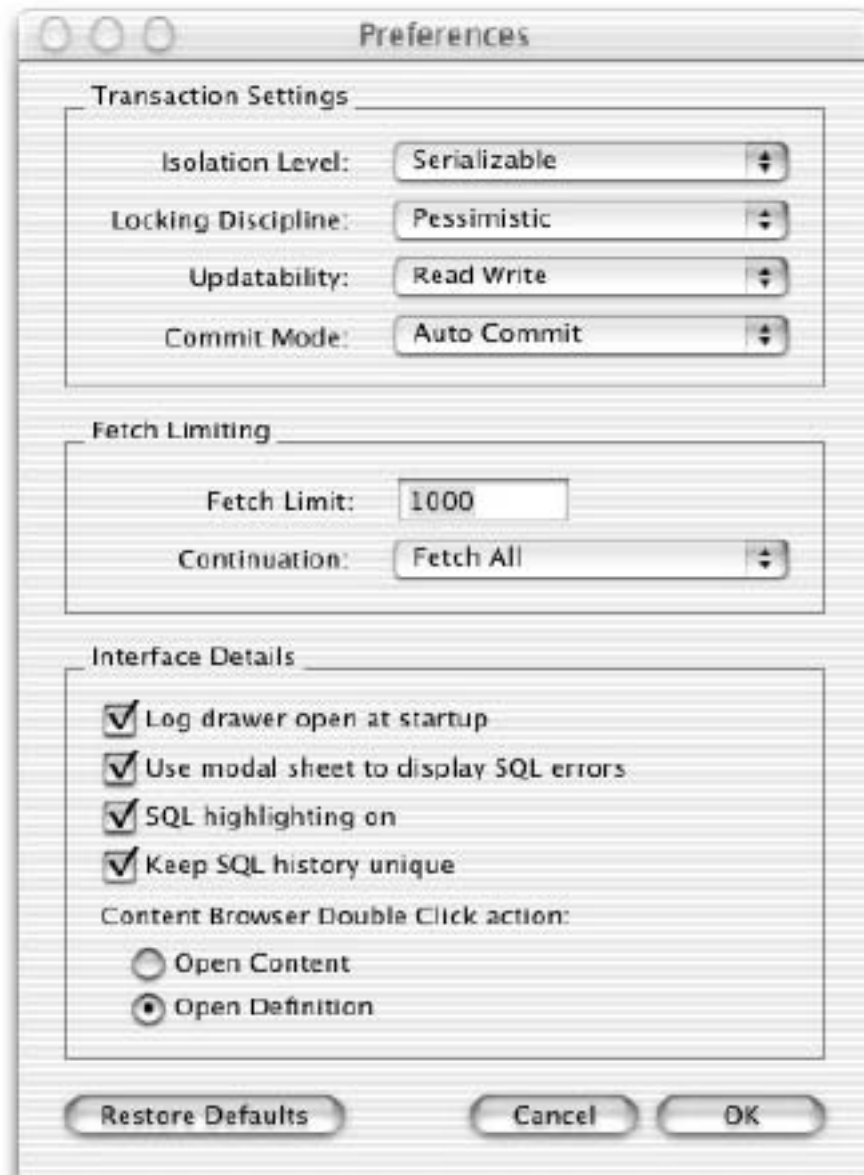 Preferences
Transaction Settings
Isolation Level: Serializable
Locking Discipline: Pessimistic
Updatability: Read Write
Commit Mode: Auto Commit
Fetch Limiting
Fetch Limit: 1000
Continuation: Fetch All
Interface Details
Log drawer open at startup
Use modal sheet to display SQL errors
SQL highlighting on
Keep SQL history unique
Content Browser Double Click action:
Open Content
Open Definition
Restore Defaults Cancel OK